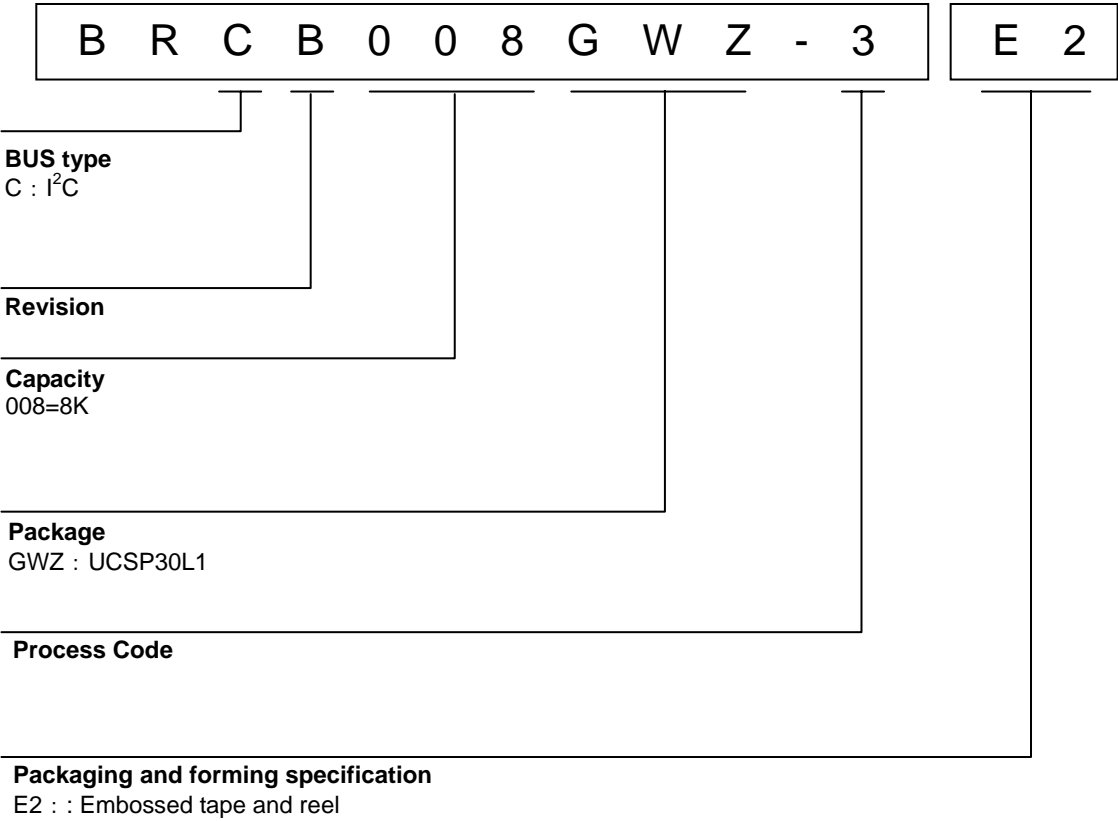 B R C B 0 0 8 G W Z - 3 E 2
BUS type
C : I²C
Revision
Capacity
008=8K
Package
GWZ : UCSP30L1
Process Code
Packaging and forming specification
E2 : : Embossed tape and reel